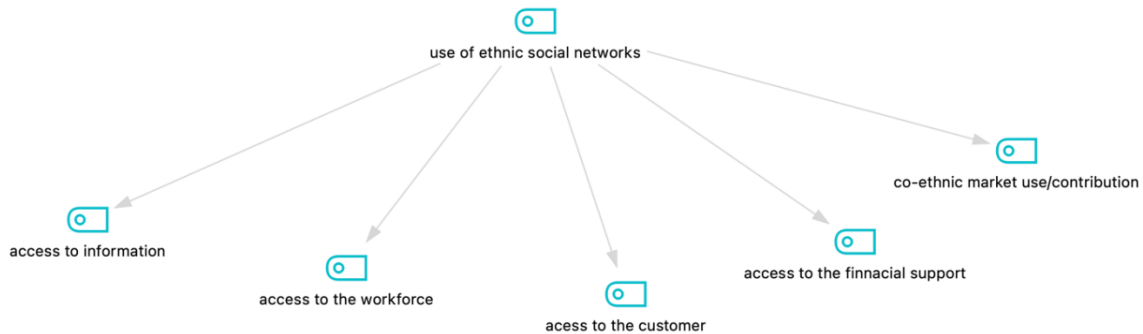 use of ethnic social networks
co-ethnic market use/contribution
access to information
access to the finnacial support
access to the workforce
acess to the customer